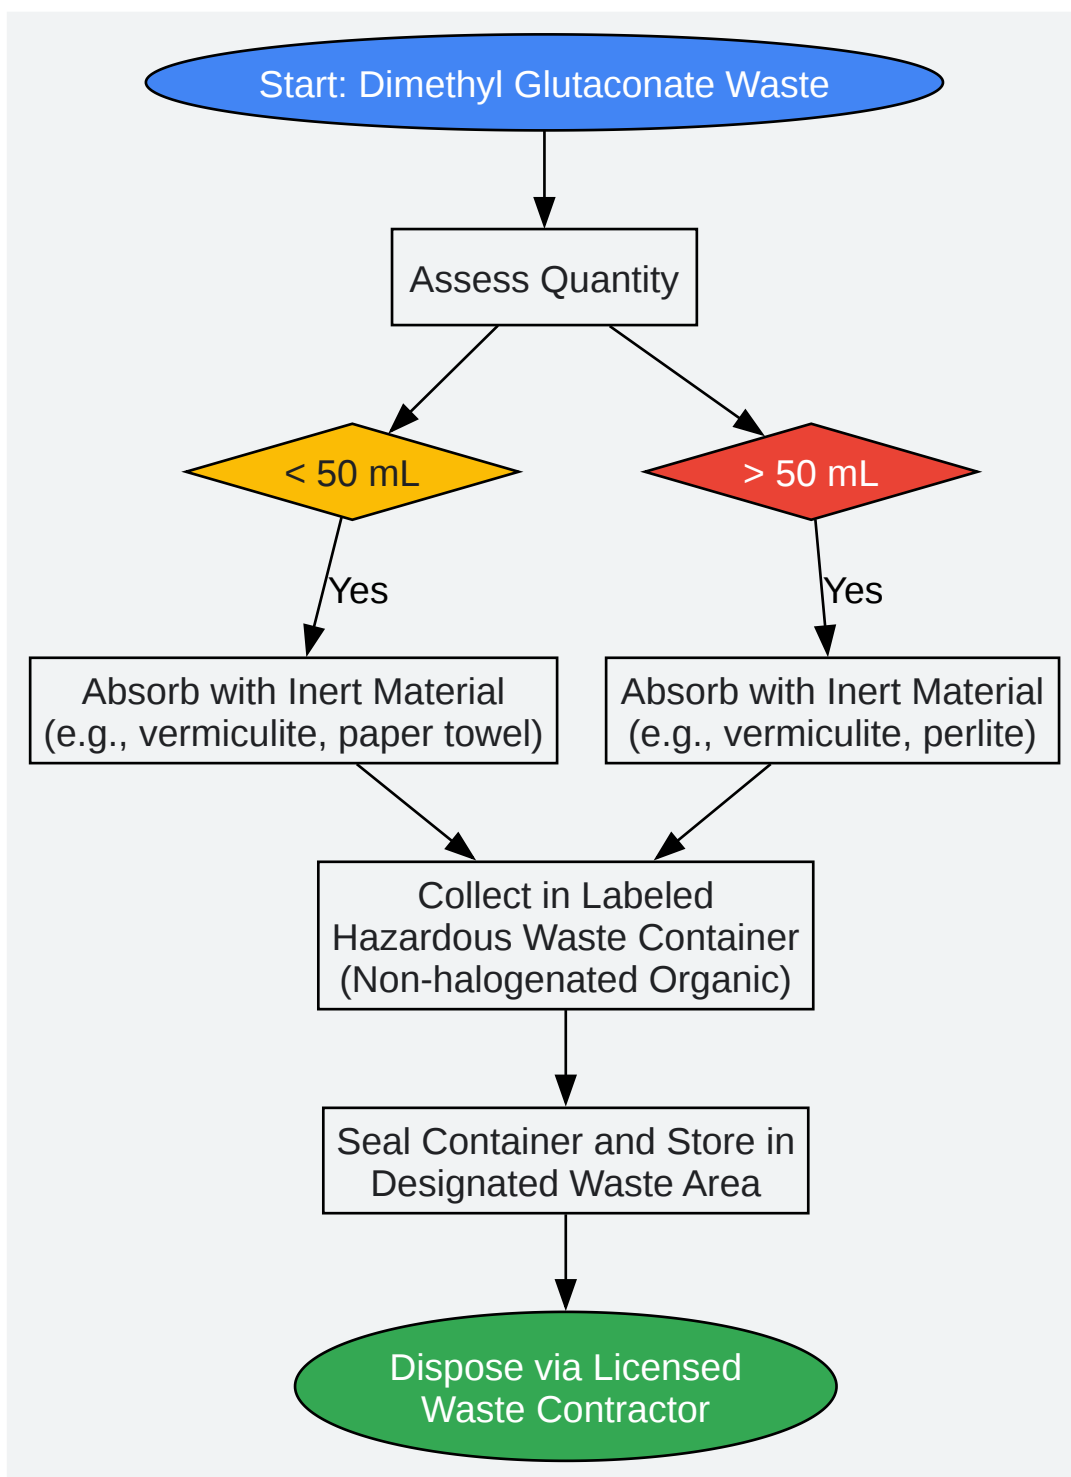 Start: Dimethyl Glutaconate Waste
Assess Quantity
< 50 mL
> 50 mL
Yes
Yes
Absorb with Inert Material
(e.g., vermiculite, paper towel)
Absorb with Inert Material
(e.g., vermiculite, perlite)
Collect in Labeled
Hazardous Waste Container
(Non-halogenated Organic)
Seal Container and Store in
Designated Waste Area
Dispose via Licensed
Waste Contractor